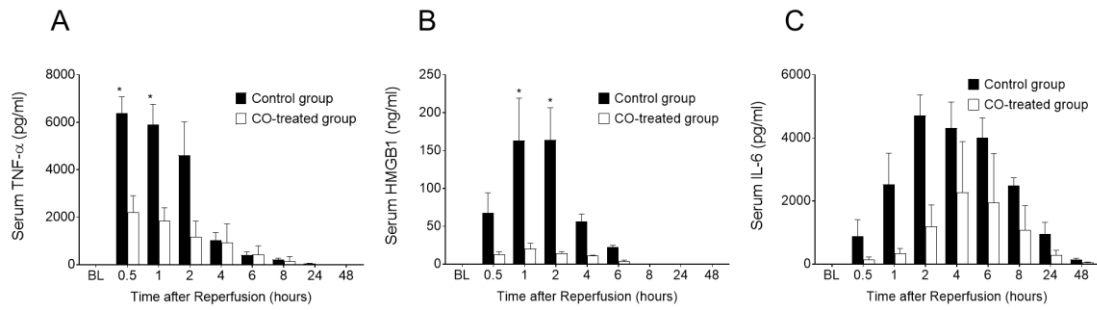 A
Serum TNF-α (pg/ml)
8000
6000
4000
2000
0
* *
Control group
CO-treated group
BL 0.5 1 2 4 6 8 24 48
Time after Reperfusion (hours)
B
Serum HMGB1 (ng/ml)
250
200
150
100
50
0
* *
Control group
CO-treated group
BL 0.5 1 2 4 6 8 24 48
Time after Reperfusion (hours)
C
Serum IL-6 (pg/ml)
6000
4000
2000
0
Control group
CO-treated group
BL 0.5 1 2 4 6 8 24 48
Time after Reperfusion (hours)